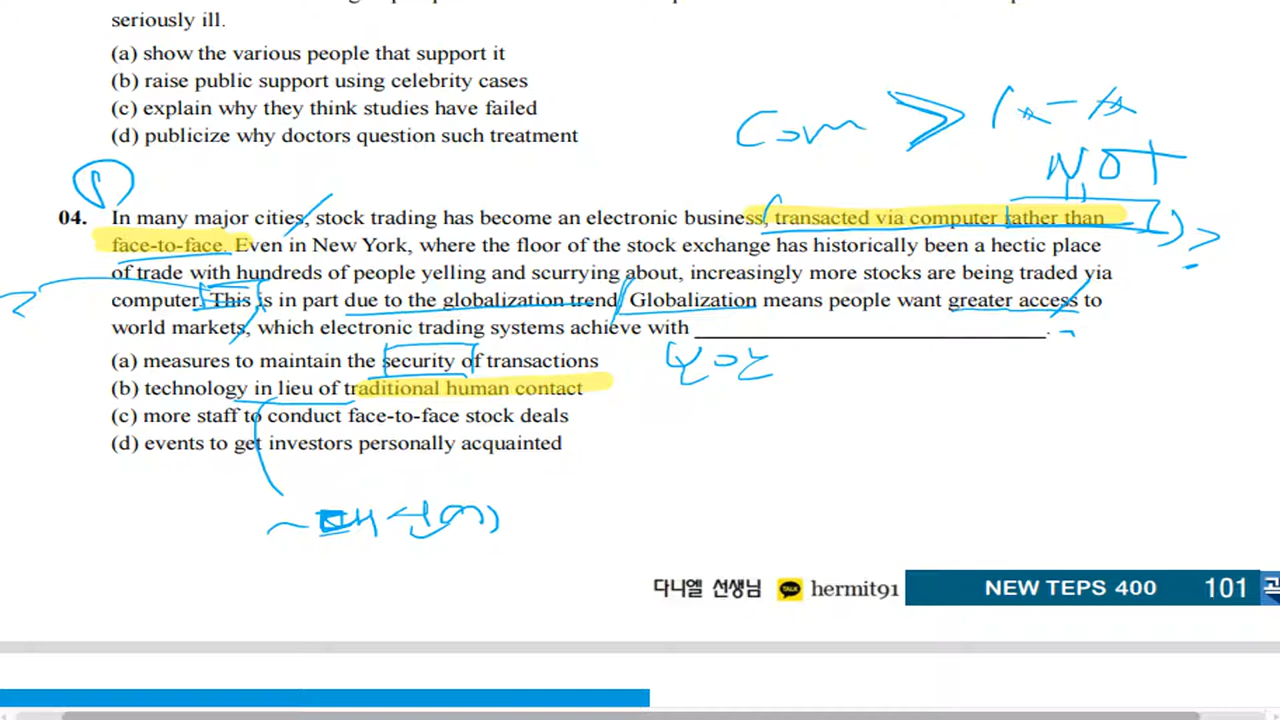 seriously ill.
(a) show the various people that support it
(b) raise public support using celebrity cases
(c) explain why they think studies have failed
(d) publicize why doctors question such treatment
Com > f-f
NOT
04. In many major cities, stock trading has become an electronic business, transacted via computer rather than
face-to-face. Even in New York, where the floor of the stock exchange has historically been a hectic place
of trade with hundreds of people yelling and scurrying about, increasingly more stocks are being traded via
computer. This is in part due to the globalization trend. Globalization means people want greater access to
world markets, which electronic trading systems achieve with ____.
(a) measures to maintain the security of transactions
(b) technology in lieu of traditional human contact
(c) more staff to conduct face-to-face stock deals
(d) events to get investors personally acquainted
~대신에
다니엘 선생님 TALK hermit91 NEW TEPS 400 101